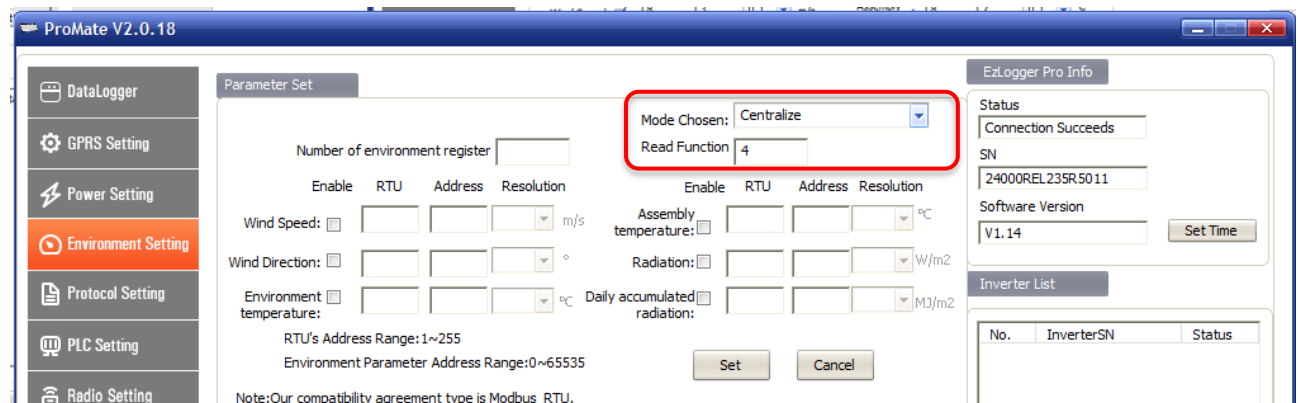 ProMate V2.0.18
DataLogger
GPRS Setting
Power Setting
Environment Setting
Protocol Setting
PLC Setting
Radio Setting
Parameter Set
Mode Chosen: Centralize
Number of environment register
Read Function 4
Enable RTU Address Resolution
Enable RTU Address Resolution
Wind Speed: m/s
Assembly temperature: ℃
Wind Direction: °
Radiation: W/m2
Environment temperature: ℃
Daily accumulated radiation: MJ/m2
RTU's Address Range:1~255
Environment Parameter Address Range:0~65535
Set Cancel
Note:Our compatibility agreement type is Modbus RTU.
EzLogger Pro Info
Status
Connection Succeeds
SN
24000REL235R5011
Software Version
V1.14 Set Time
Inverter List
No. InverterSN Status